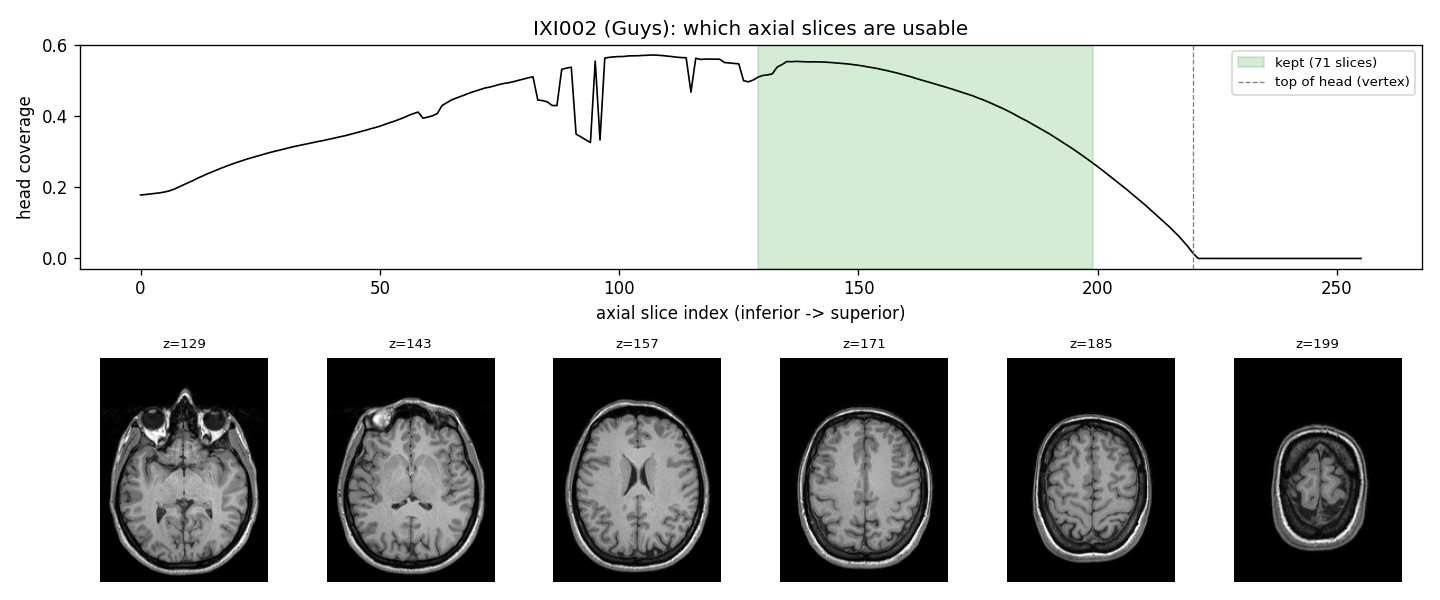 IXI002 (Guys): which axial slices are usable
head coverage
0.6
0.4
0.2
0.0
kept (71 slices)
top of head (vertex)
0 50 100 150 200 250
axial slice index (inferior -> superior)
z=129 z=143 z=157 z=171 z=185 z=199